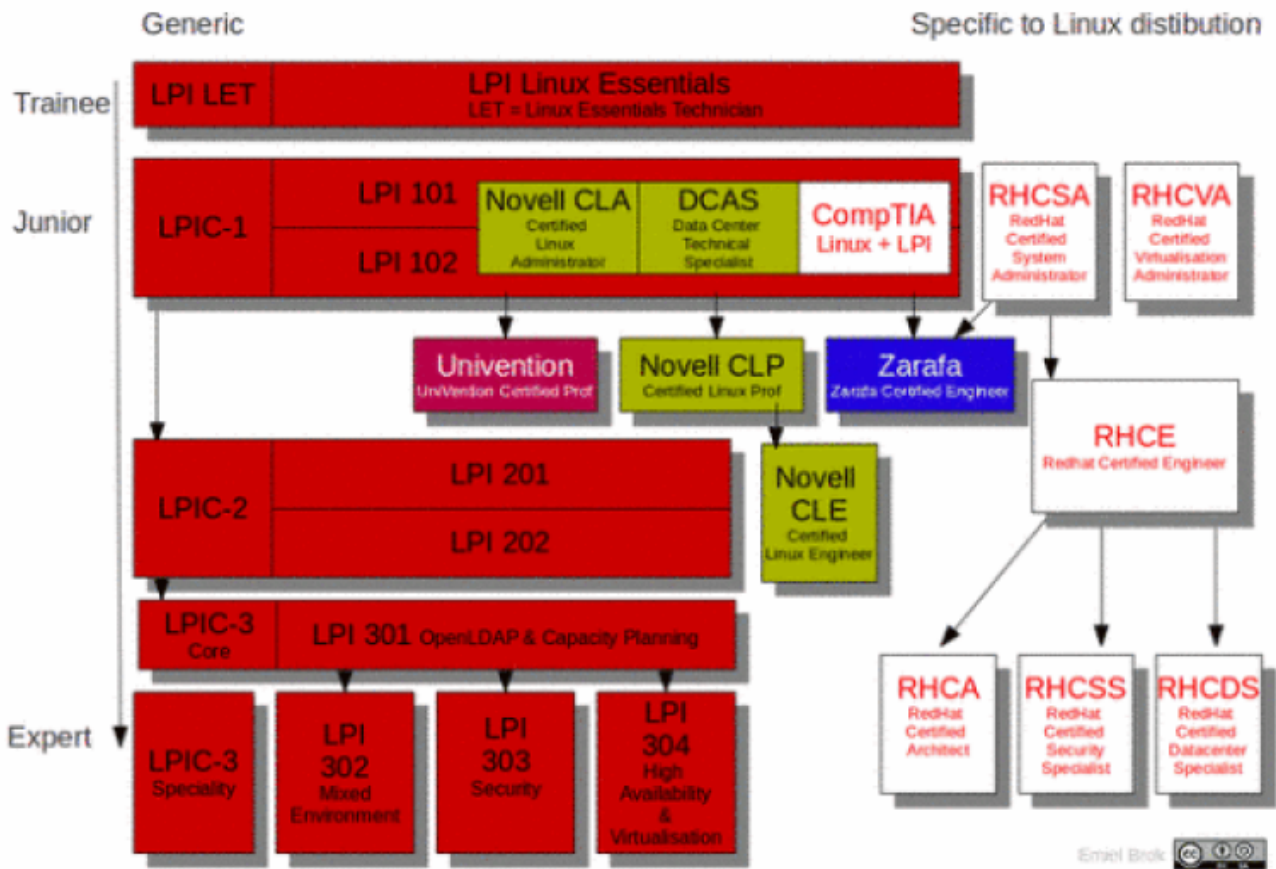 Generic
Specific to Linux distibution
Trainee
LPI LET
LPI Linux Essentials
LET = Linux Essentials Technician
Junior
LPIC-1
LPI 101
LPI 102
Novell CLA
Certified
Linux
Administrator
DCAS
Data Center
Technical
Specialist
CompTIA
Linux + LPI
RHCSA
RedHat
Certified
System
Administrator
RHCVA
RedHat
Certified
Virtualisation
Administrator
Univention
UniVention Certified Prof
Novell CLP
Certified Linux Prof
Zarafa
Zarafa Certified Engineer
RHCE
Redhat Certified Engineer
LPIC-2
LPI 201
LPI 202
Novell
CLE
Certified
Linux Engineer
LPIC-3
Core
LPI 301 OpenLDAP & Capacity Planning
Expert
LPIC-3
Speciality
LPI
302
Mixed
Environment
LPI
303
Security
LPI
304
High
Availability
&
Virtualisation
RHCA
RedHat
Certified
Architect
RHCSS
RedHat
Certified
Security
Specialist
RHCDS
RedHat
Certified
Datacenter
Specialist
Emiel Brok
cc